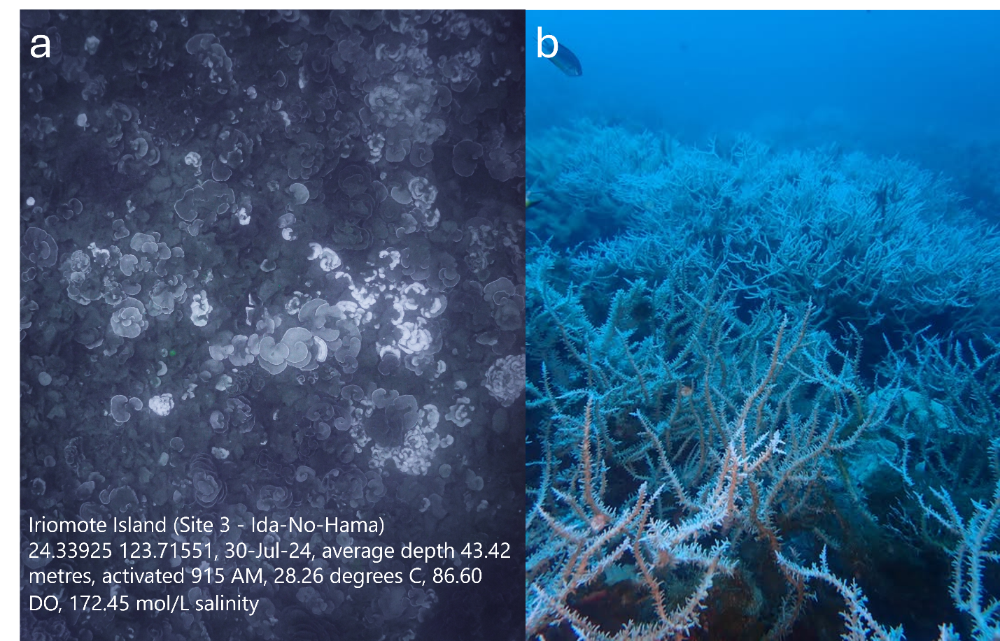 a
b
Iriomote Island (Site 3 - Ida-No-Hama)
24.33925 123.71551, 30-Jul-24, average depth 43.42
metres, activated 915 AM, 28.26 degrees C, 86.60
DO, 172.45 mol/L salinity